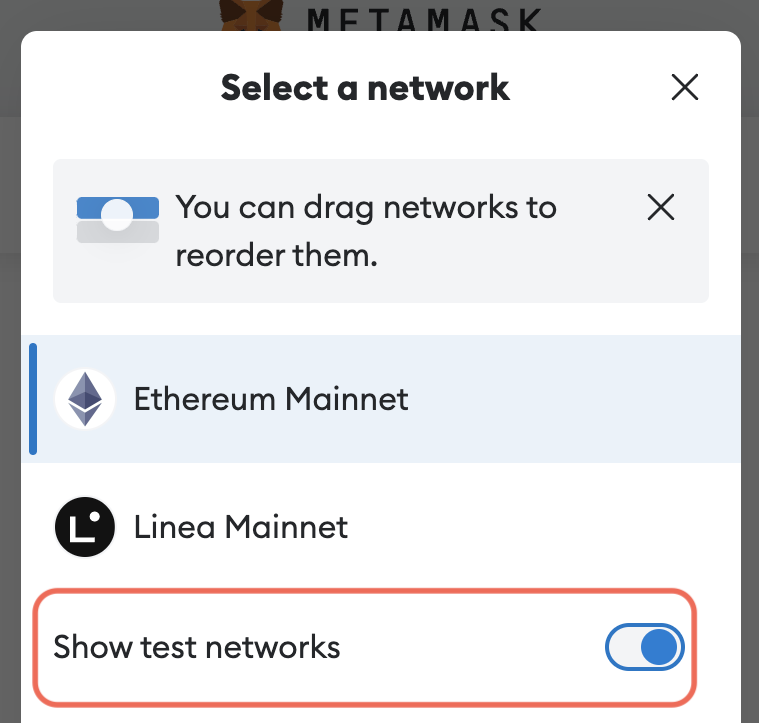 METAMASK
Select a network
You can drag networks to
reorder them.
Ethereum Mainnet
Linea Mainnet
Show test networks